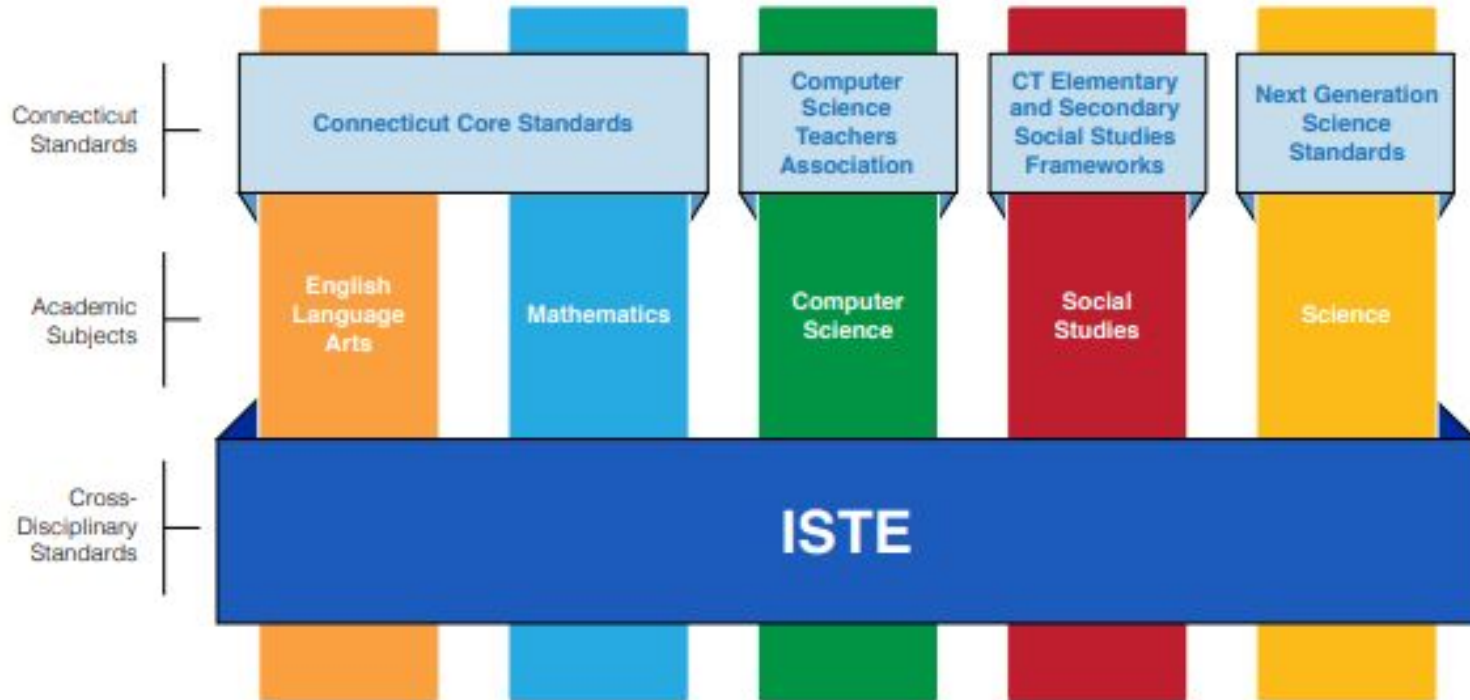 Connecticut
Standards
Connecticut Core Standards
Computer
Science
Teachers
Association
CT Elementary
and Secondary
Social Studies
Frameworks
Next Generation
Science
Standards
Academic
Subjects
English
Language
Arts
Mathematics
Computer
Science
Social
Studies
Science
Cross-
Disciplinary
Standards
ISTE